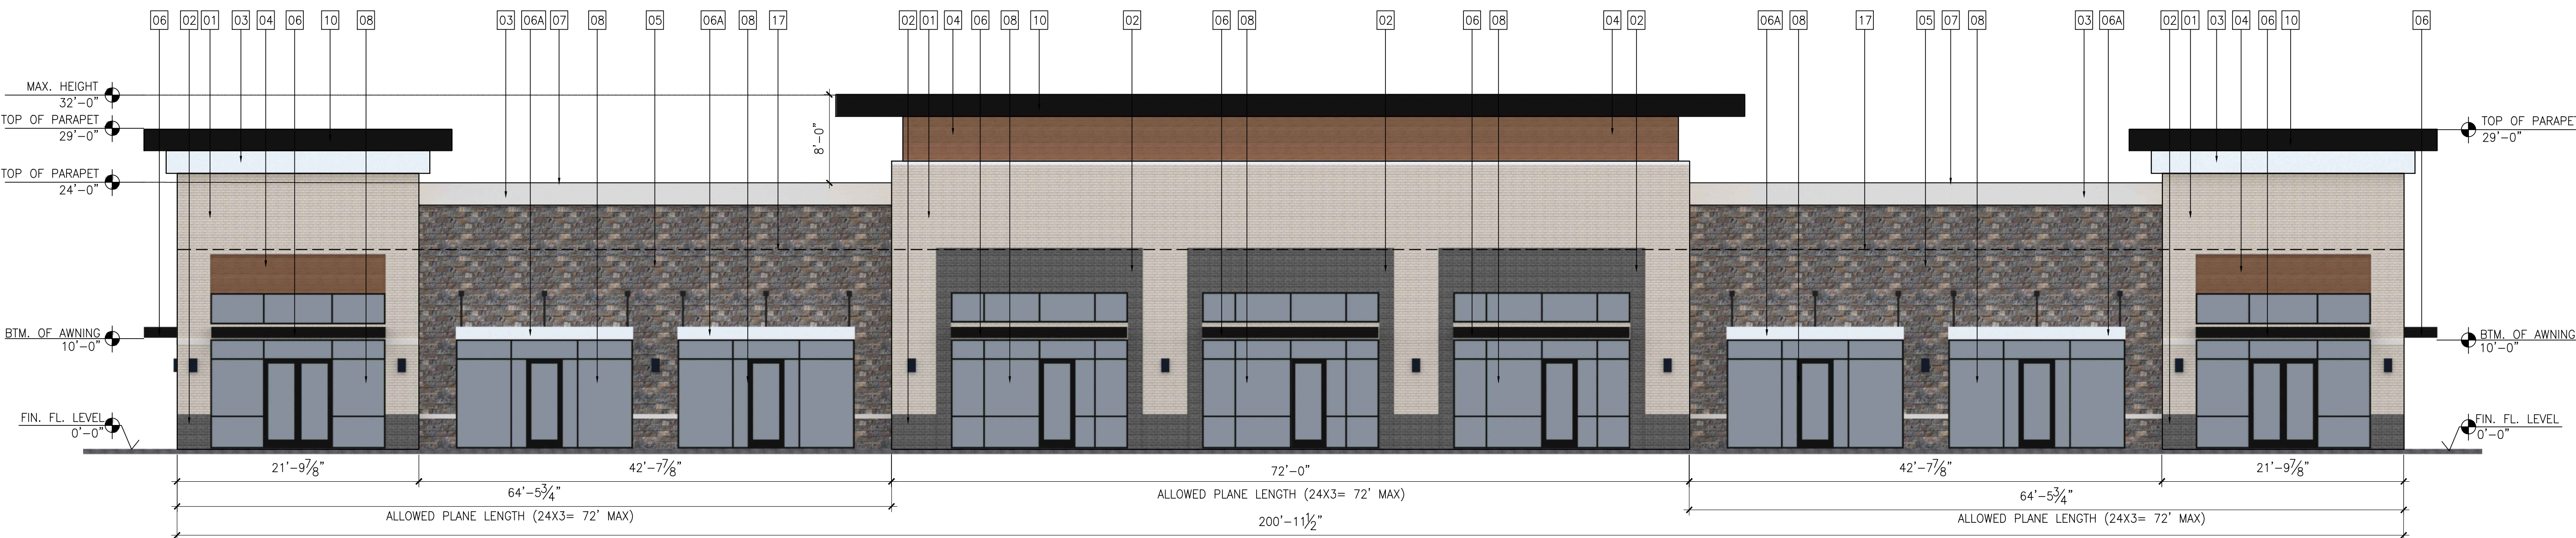 06 02 01 03 04 06 10 08 03 06A 07 08 05 06A 08 17 02 01 04 06 08 10 02 06 08 02 06 08 04 02 06A 08 17 05 07 08 03 06A 02 01 03 04 06 10 06
MAX. HEIGHT
32'-0"
TOP OF PARAPET
29'-0"
TOP OF PARAPET
24'-0"
BTM. OF AWNING
10'-0"
FIN. FL. LEVEL
0'-0"
8'-0"
TOP OF PARAPET
29'-0"
BTM. OF AWNING
10'-0"
FIN. FL. LEVEL
0'-0"
21'-9⅞" 42'-7⅞" 72'-0" 42'-7⅞" 21'-9⅞"
64'-5¾" ALLOWED PLANE LENGTH (24X3= 72' MAX) 64'-5¾"
ALLOWED PLANE LENGTH (24X3= 72' MAX) 200'-11½" ALLOWED PLANE LENGTH (24X3= 72' MAX)